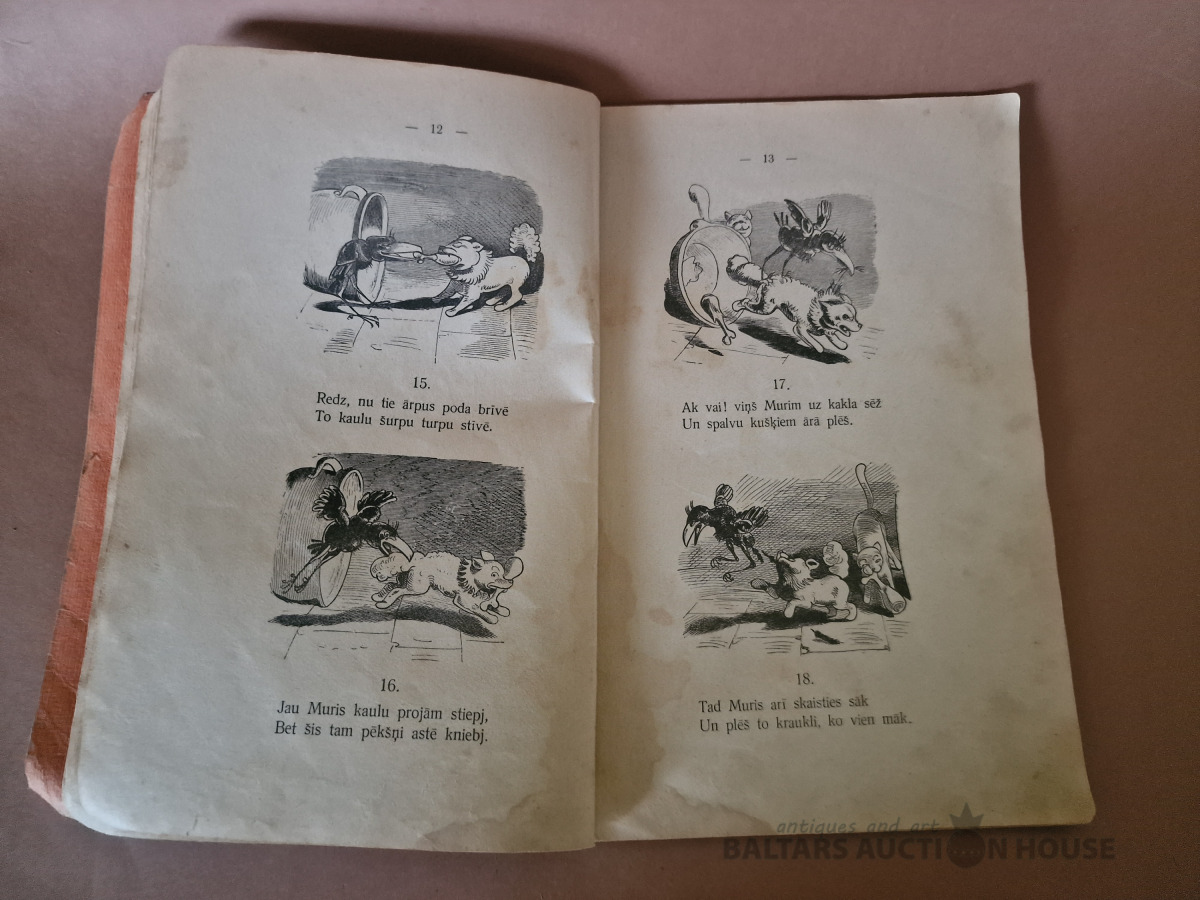 — 12 —
15.
Redz, nu tie ārpus poda brīvē
To kaulu šurpu turpu stīvē.
16.
Jau Muris kaulu projām stiepj,
Bet šis tam pēkšņi astē kniebj.
— 13 —
17.
Ak vai! viņš Murim uz kakla sēž
Un spalvu kušķiem ārā plēš.
18.
Tad Muris arī skaisties sāk
Un plēš to kraukli, ko vien māk.
antiques and art
BALTARS AUCTION HOUSE